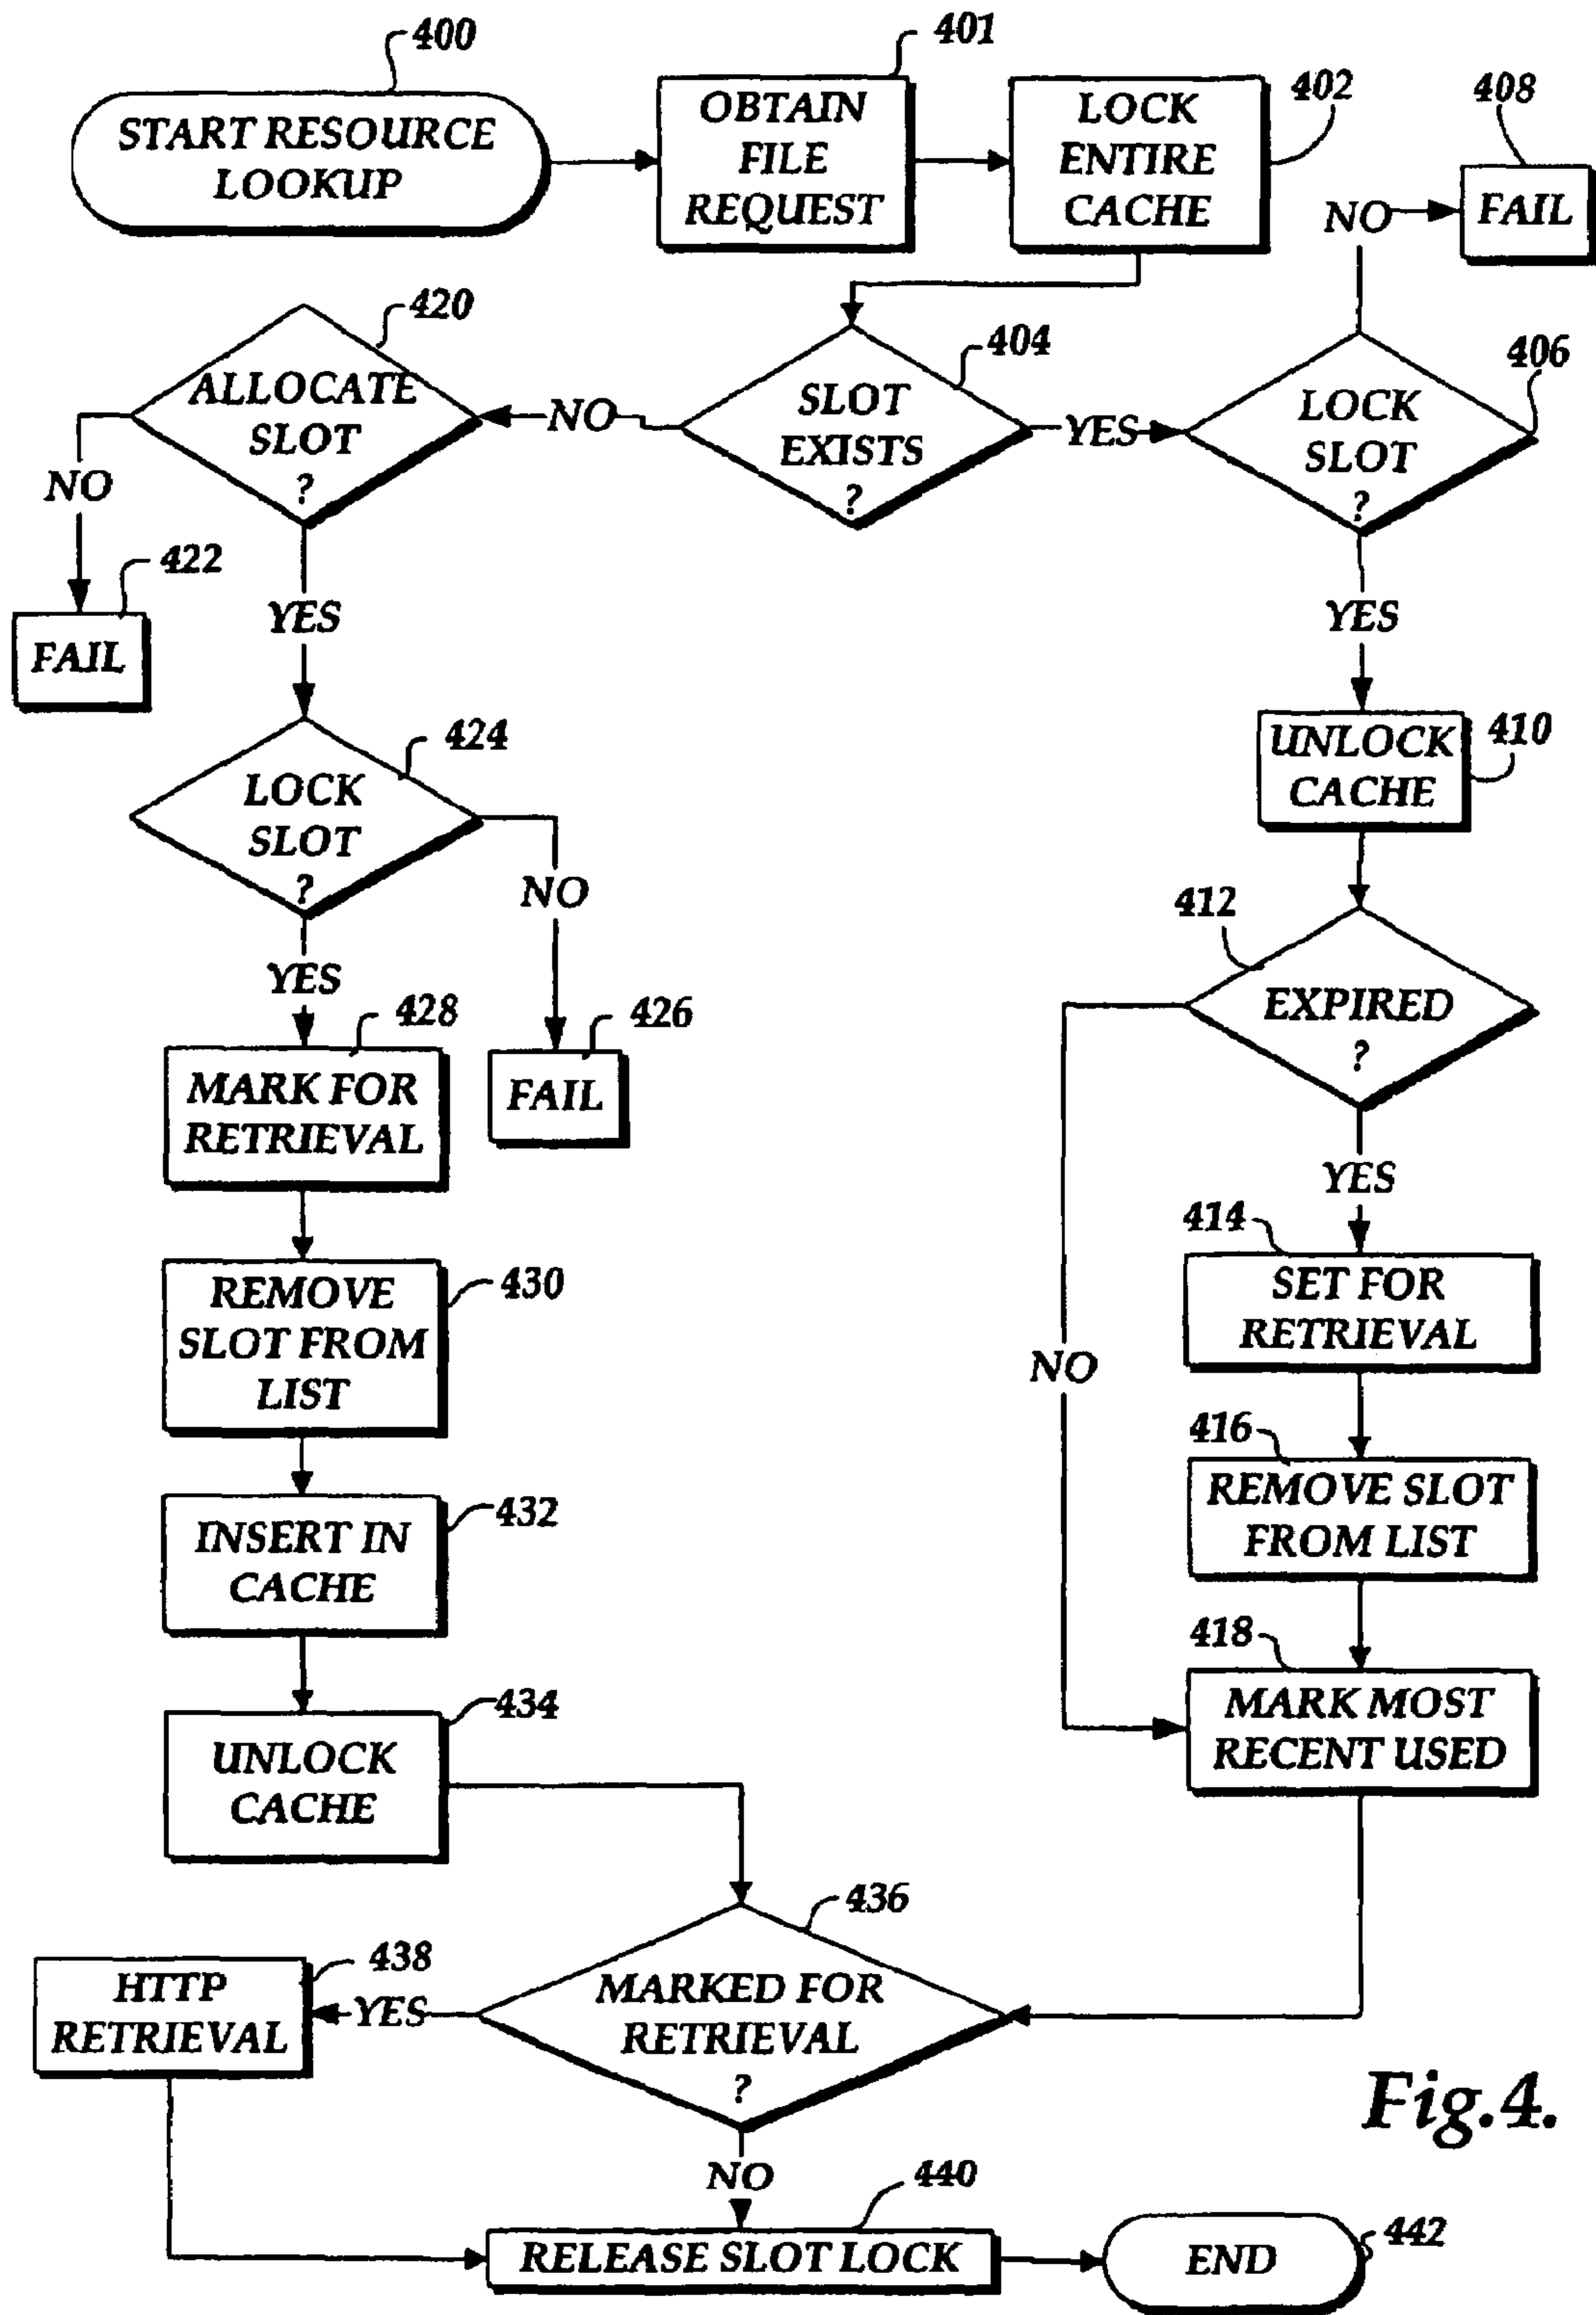 400
START RESOURCE
LOOKUP
401
OBTAIN
FILE
REQUEST
LOCK
ENTIRE
CACHE
402
408
NO
FAIL
420
ALLOCATE
SLOT
?
NO
404
SLOT
EXISTS
?
YES
406
LOCK
SLOT
?
NO
422
FAIL
YES
YES
424
LOCK
SLOT
?
NO
UNLOCK
CACHE
410
412
EXPIRED
?
YES
428
MARK FOR
RETRIEVAL
426
FAIL
YES
414
SET FOR
RETRIEVAL
NO
REMOVE
SLOT FROM
LIST
430
416
REMOVE SLOT
FROM LIST
INSERT IN
CACHE
432
418
MARK MOST
RECENT USED
UNLOCK
CACHE
434
436
MARKED FOR
RETRIEVAL
?
YES
438
HTTP
RETRIEVAL
NO
440
RELEASE SLOT LOCK
END
442
Fig.4.